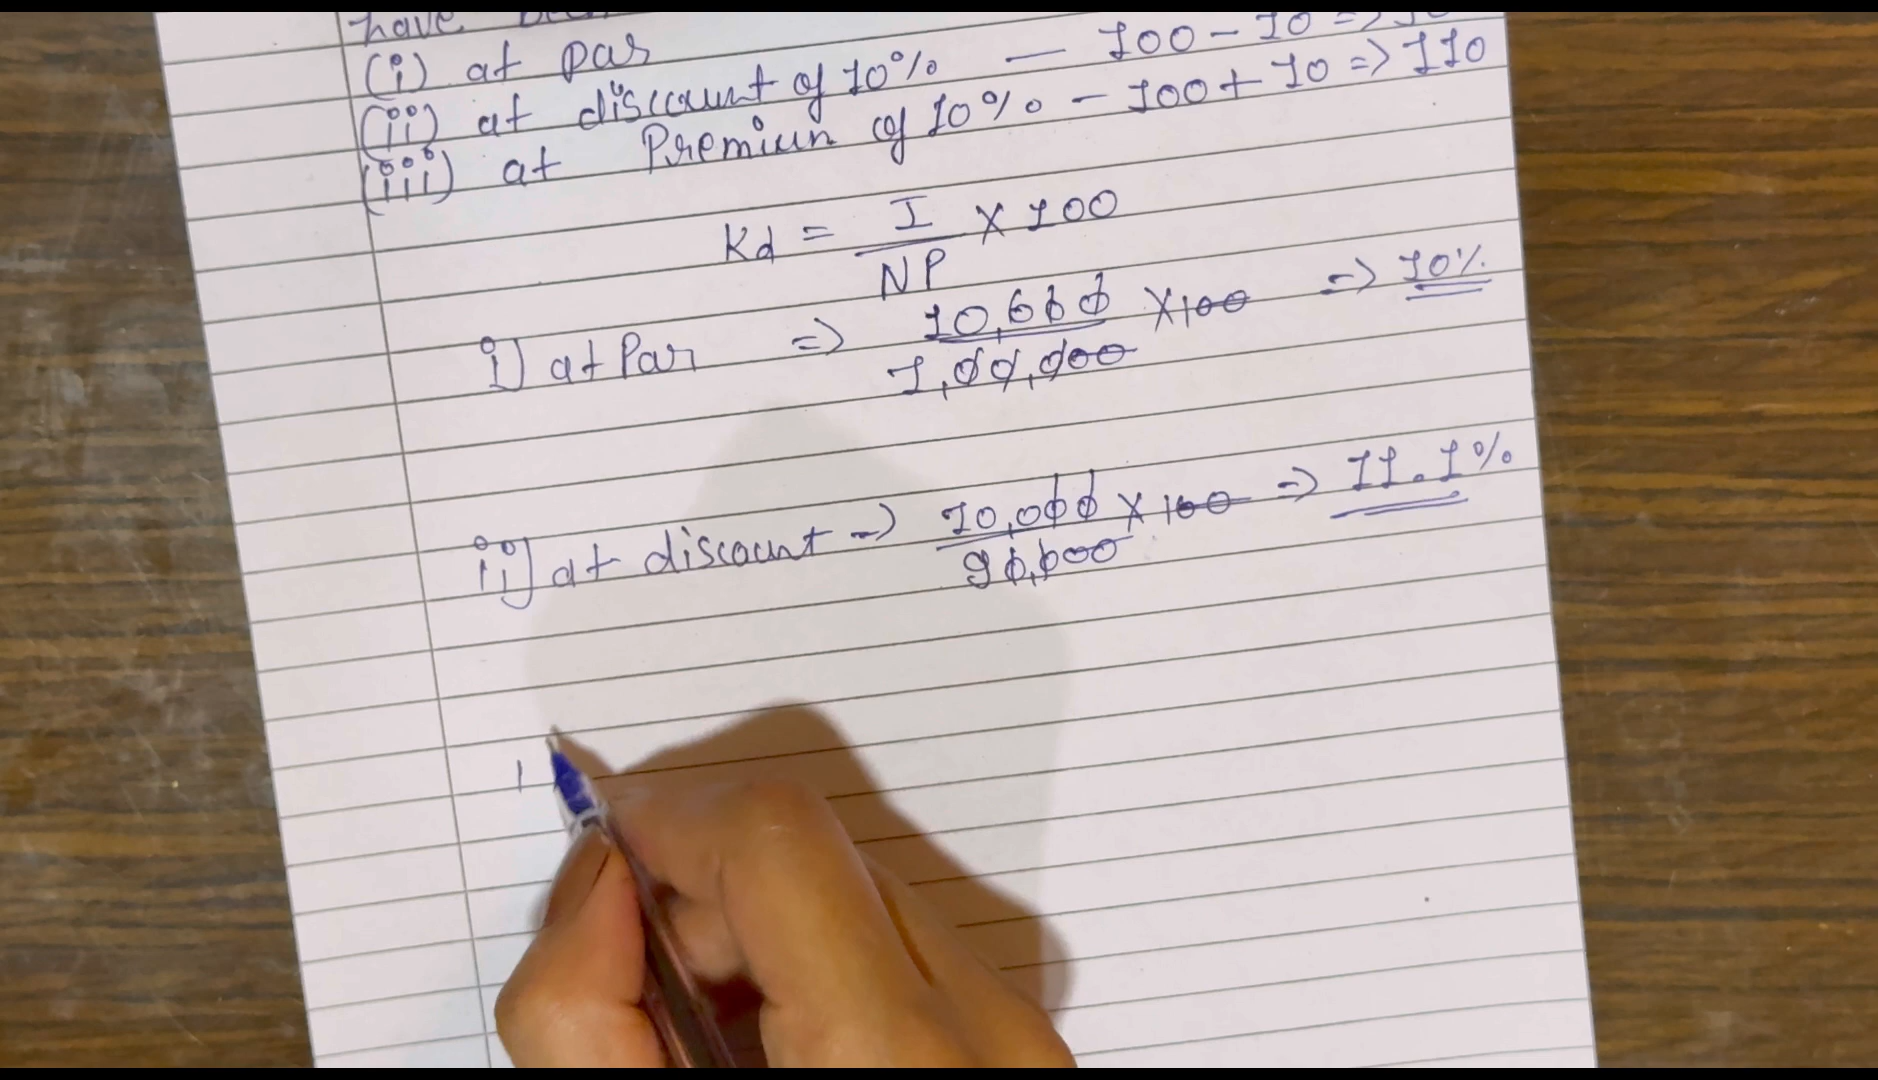 have
(i) at par
(ii) at discount of 10% — 100 - 10 =>
(iii) at Premium of 10% - 100 + 10 => 110
Kd = I / NP X 100
i) at Par => 10,000 / 1,00,000 X 100 => 10%
ii) at discount -> 10,000 / 90,000 X 100 => 11.1%